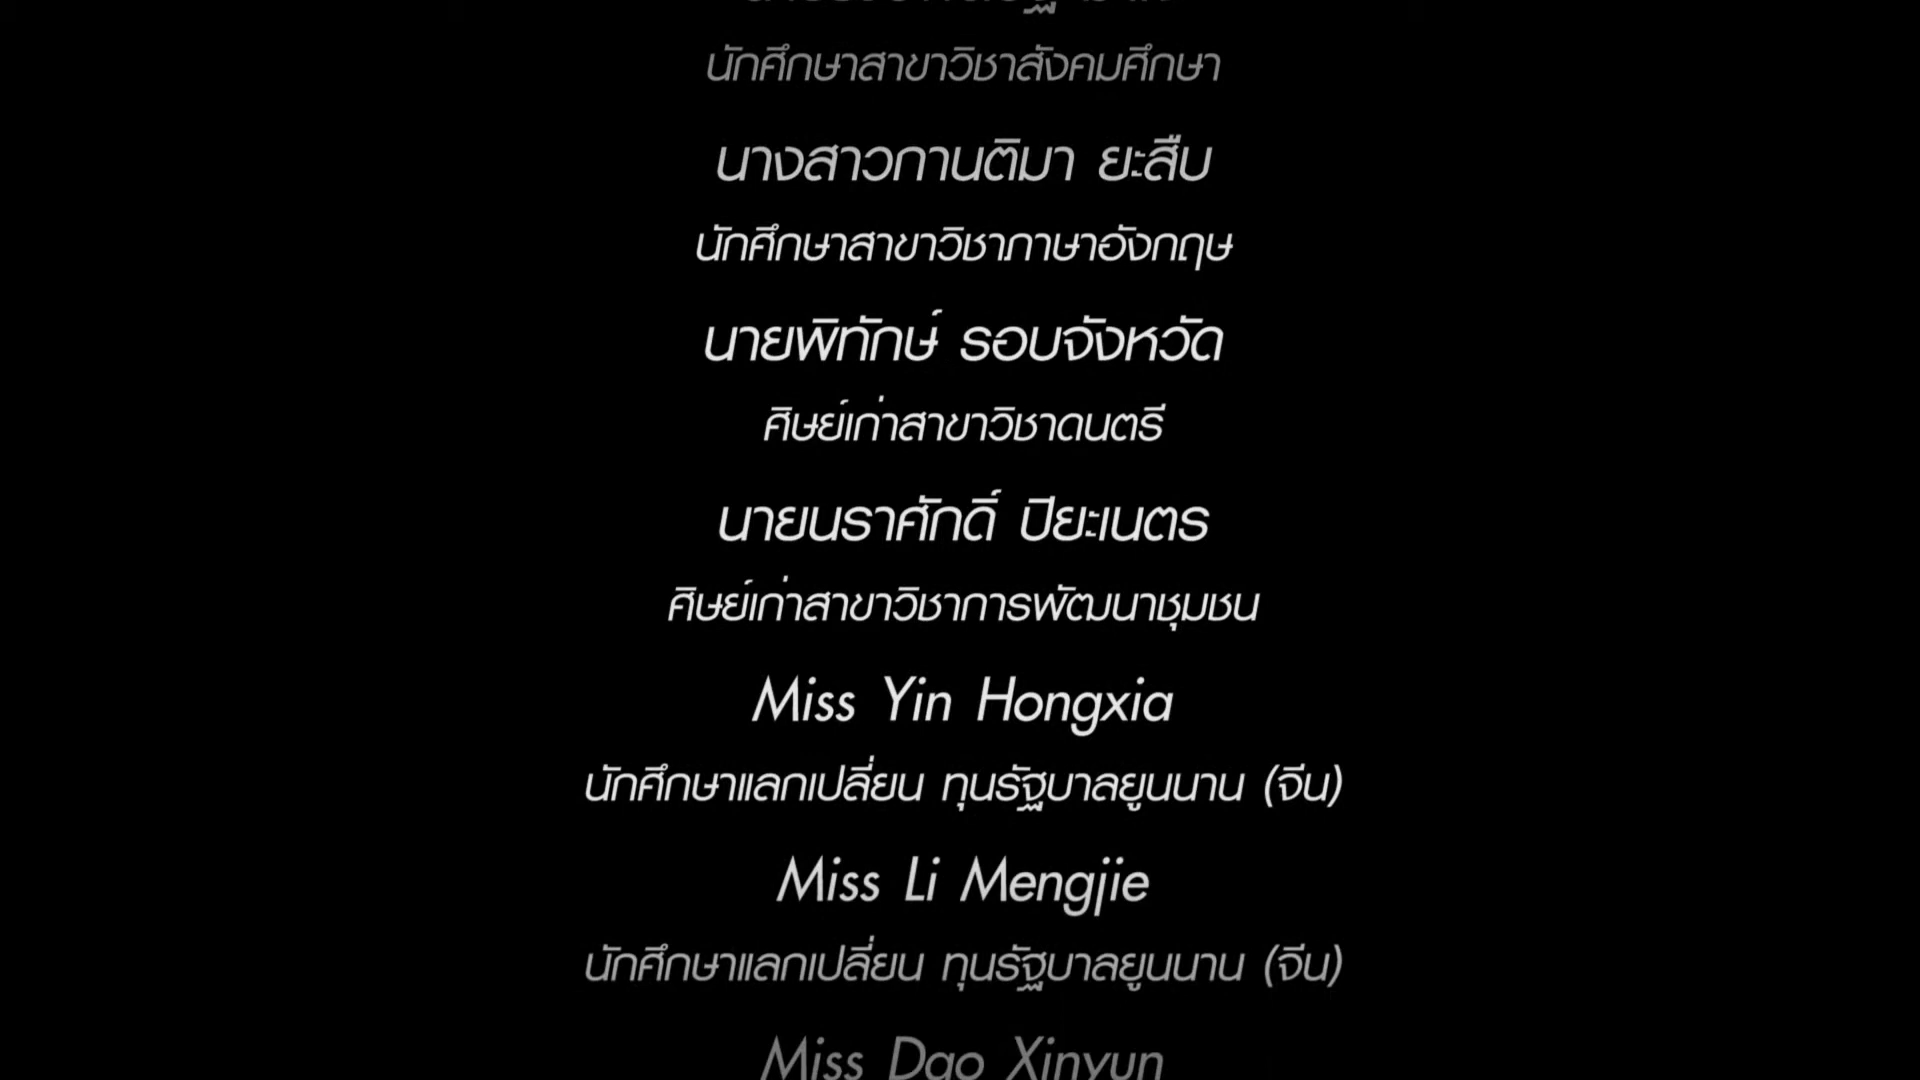 นักศึกษาสาขาวิชาสังคมศึกษา
นางสาวกานติมา ยะสืบ
นักศึกษาสาขาวิชาภาษาอังกฤษ
นายพิทักษ์ รอบจังหวัด
ศิษย์เก่าสาขาวิชาดนตรี
นายนราศักดิ์ ปิยะเนตร
ศิษย์เก่าสาขาวิชาการพัฒนาชุมชน
Miss Yin Hongxia
นักศึกษาแลกเปลี่ยน ทุนรัฐบาลยูนนาน (จีน)
Miss Li Mengjie
นักศึกษาแลกเปลี่ยน ทุนรัฐบาลยูนนาน (จีน)
Miss Dao Xinyun